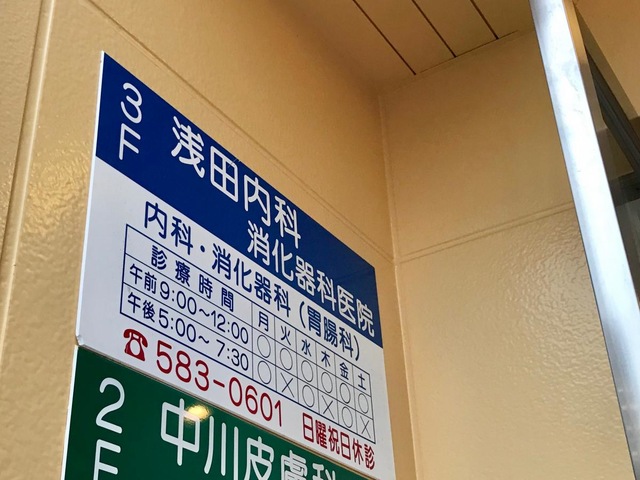 3F
浅田内科
消化器科医院
内科・消化器科(胃腸科)
診療時間 月 火 水 木 金 土
午前9:00～12:00 ○ ○ ○ ○ ○ ○
午後5:00～ 7:30 ○ × ○ × ○ ×
☎583-0601 日曜祝日休診
2F
中川皮膚科